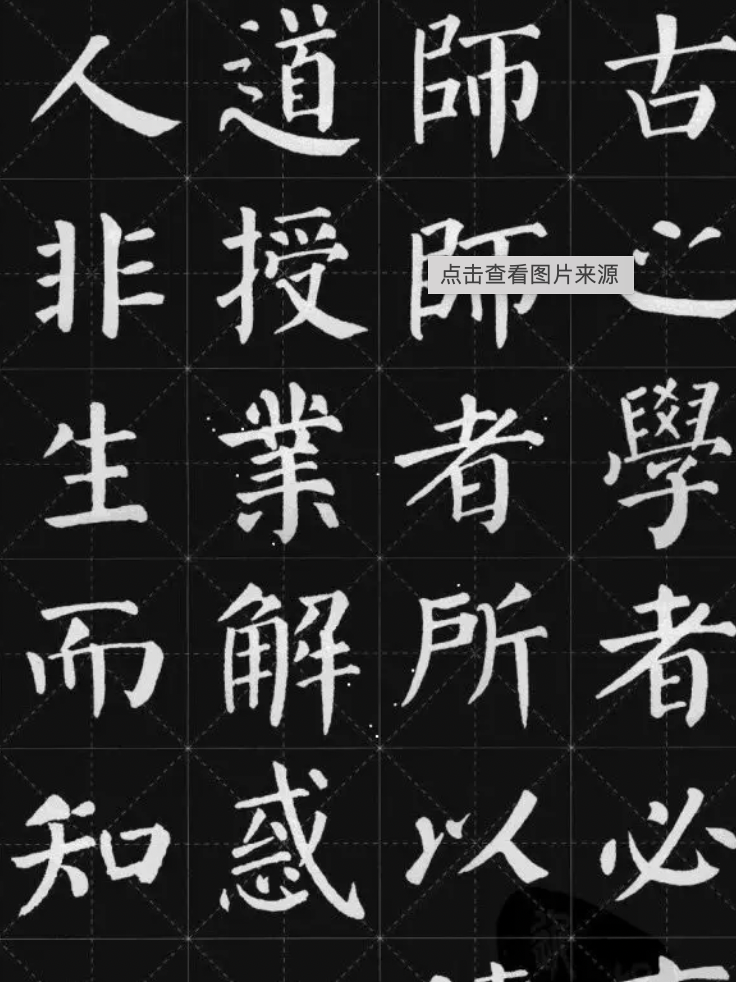 古之學者必
師師者所以
道授業解惑
人非生而知
点击查看图片来源